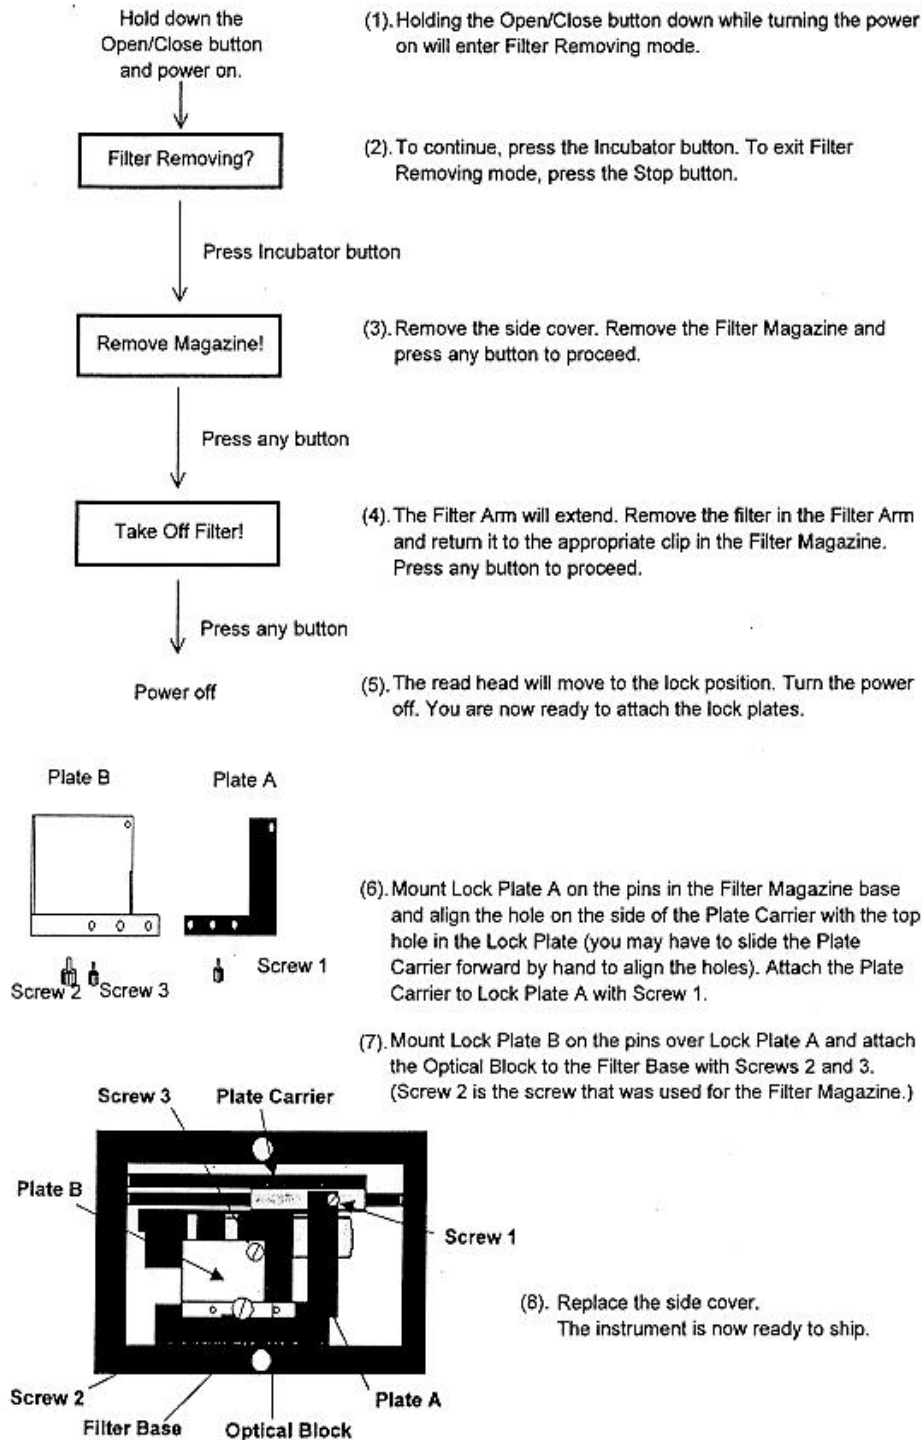 Hold down the
Open/Close button
and power on.
(1). Holding the Open/Close button down while turning the power
on will enter Filter Removing mode.
Filter Removing?
(2). To continue, press the Incubator button. To exit Filter
Removing mode, press the Stop button.
Press Incubator button
Remove Magazine!
(3). Remove the side cover. Remove the Filter Magazine and
press any button to proceed.
Press any button
Take Off Filter!
(4). The Filter Arm will extend. Remove the filter in the Filter Arm
and return it to the appropriate clip in the Filter Magazine.
Press any button to proceed.
Press any button
Power off
(5). The read head will move to the lock position. Turn the power
off. You are now ready to attach the lock plates.
Plate B
Plate A
Screw 2
Screw 3
Screw 1
(6). Mount Lock Plate A on the pins in the Filter Magazine base
and align the hole on the side of the Plate Carrier with the top
hole in the Lock Plate (you may have to slide the Plate
Carrier forward by hand to align the holes). Attach the Plate
Carrier to Lock Plate A with Screw 1.
(7). Mount Lock Plate B on the pins over Lock Plate A and attach
the Optical Block to the Filter Base with Screws 2 and 3.
(Screw 2 is the screw that was used for the Filter Magazine.)
Screw 3
Plate Carrier
Plate B
Screw 1
Screw 2
Filter Base
Optical Block
Plate A
(8). Replace the side cover.
The instrument is now ready to ship.